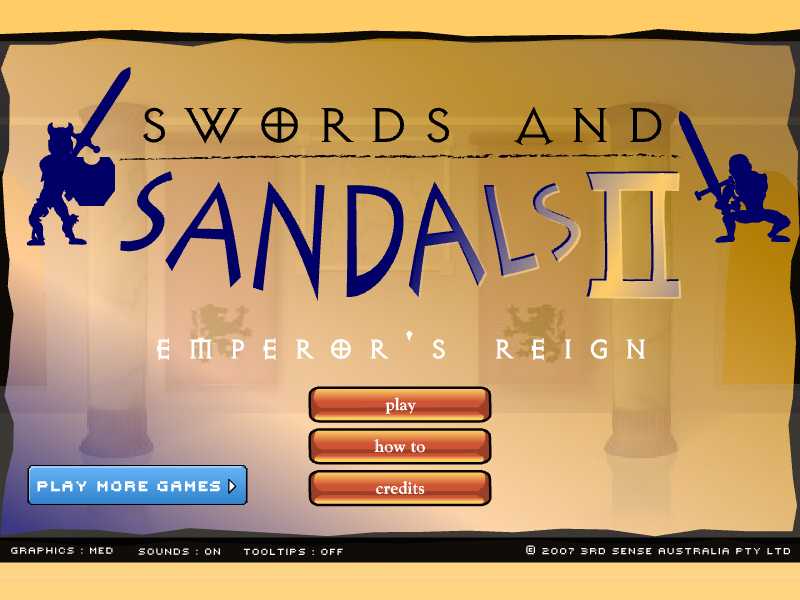 SWORDS AND
SANDALS II
EMPEROR'S REIGN
play
how to
credits
PLAY MORE GAMES
GRAPHICS : MED SOUNDS : ON TOOLTIPS : OFF © 2007 3RD SENSE AUSTRALIA PTY LTD